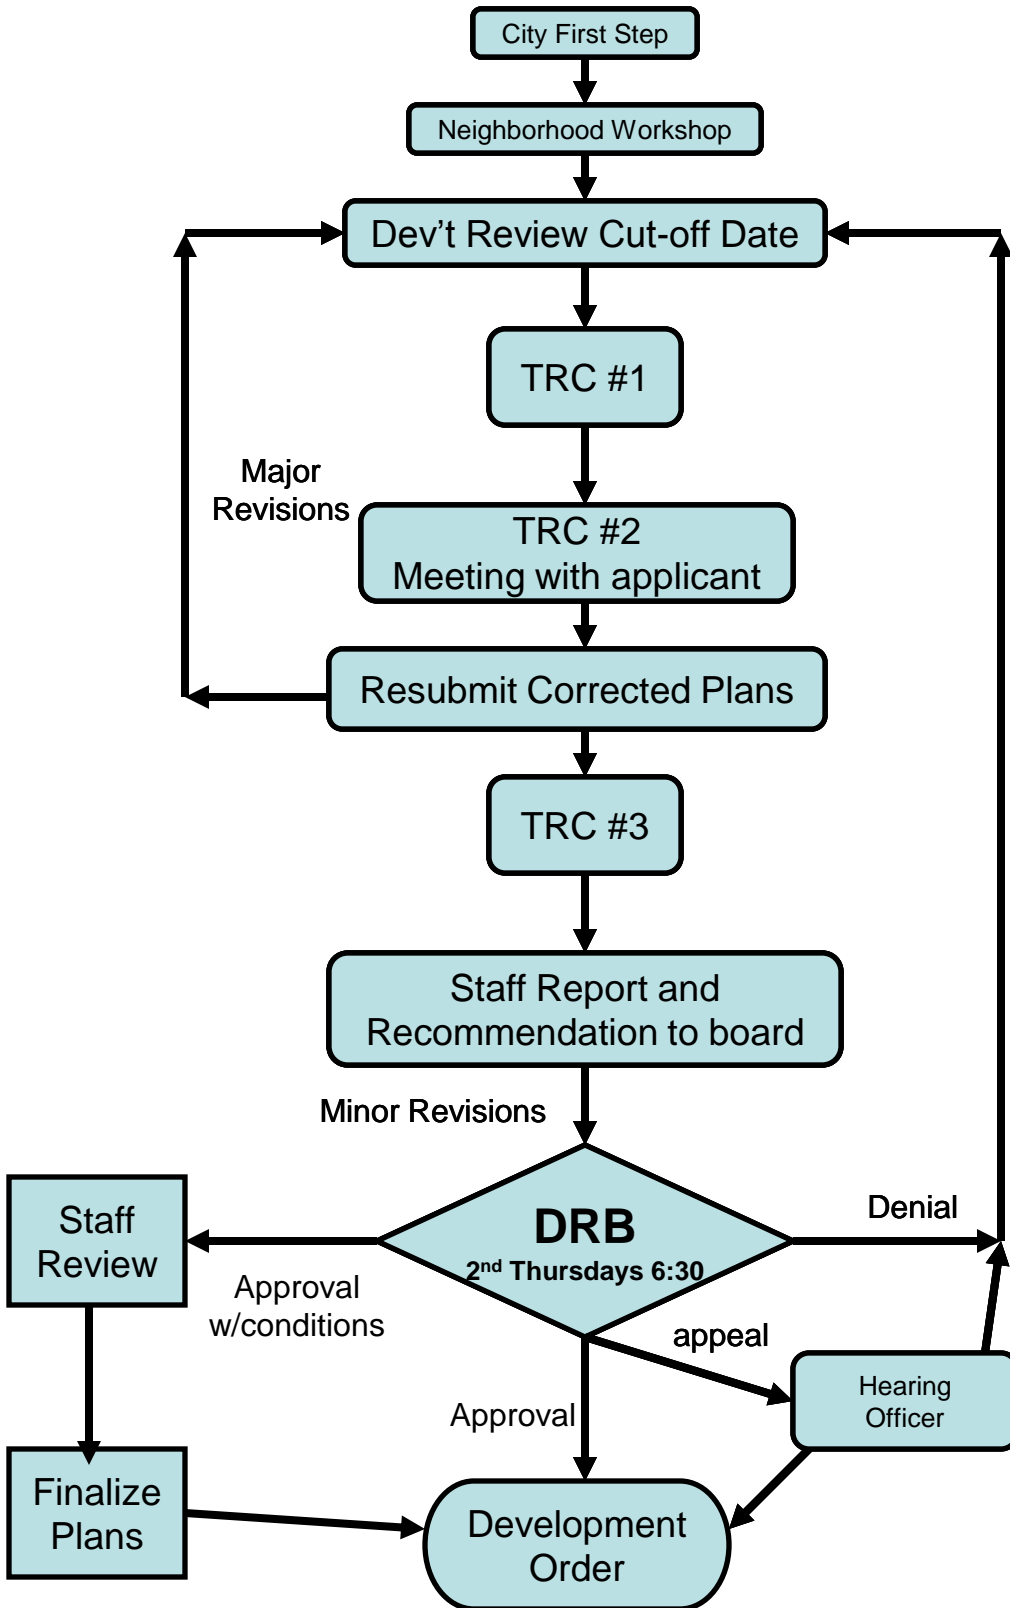 City First Step
Neighborhood Workshop
Dev’t Review Cut-off Date
TRC #1
Major
Revisions
TRC #2
Meeting with applicant
Resubmit Corrected Plans
TRC #3
Staff Report and
Recommendation to board
Minor Revisions
DRB
2nd Thursdays 6:30
Denial
Staff
Review
Approval
w/conditions
appeal
Hearing
Officer
Approval
Finalize
Plans
Development
Order